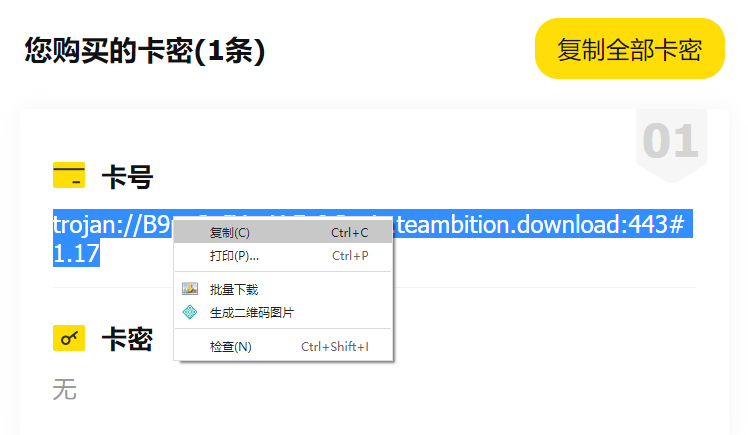 您购买的卡密(1条)
复制全部卡密
01
卡号
trojan://B9 .teambition.download:443#
1.17
复制(C) Ctrl+C
打印(P)... Ctrl+P
批量下载
生成二维码图片
检查(N) Ctrl+Shift+I
卡密
无